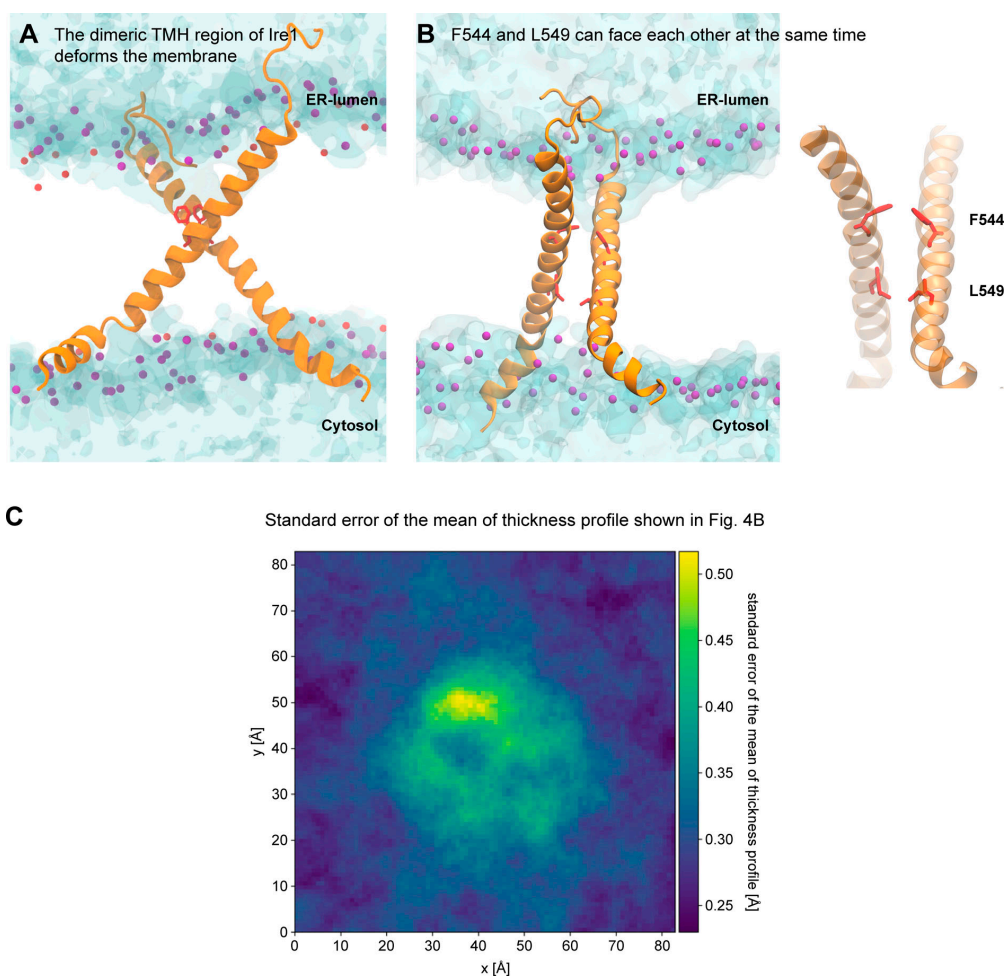 A The dimeric TMH region of Ire1
deforms the membrane
ER-lumen
Cytosol
B F544 and L549 can face each other at the same time
ER-lumen
Cytosol
F544
L549
C
Standard error of the mean of thickness profile shown in Fig. 4B
80
70
60
50
40
30
20
10
0
y [Å]
0 10 20 30 40 50 60 70 80
x [Å]
0.50
0.45
0.40
0.35
0.30
0.25
standard error of the mean of thickness profile [Å]